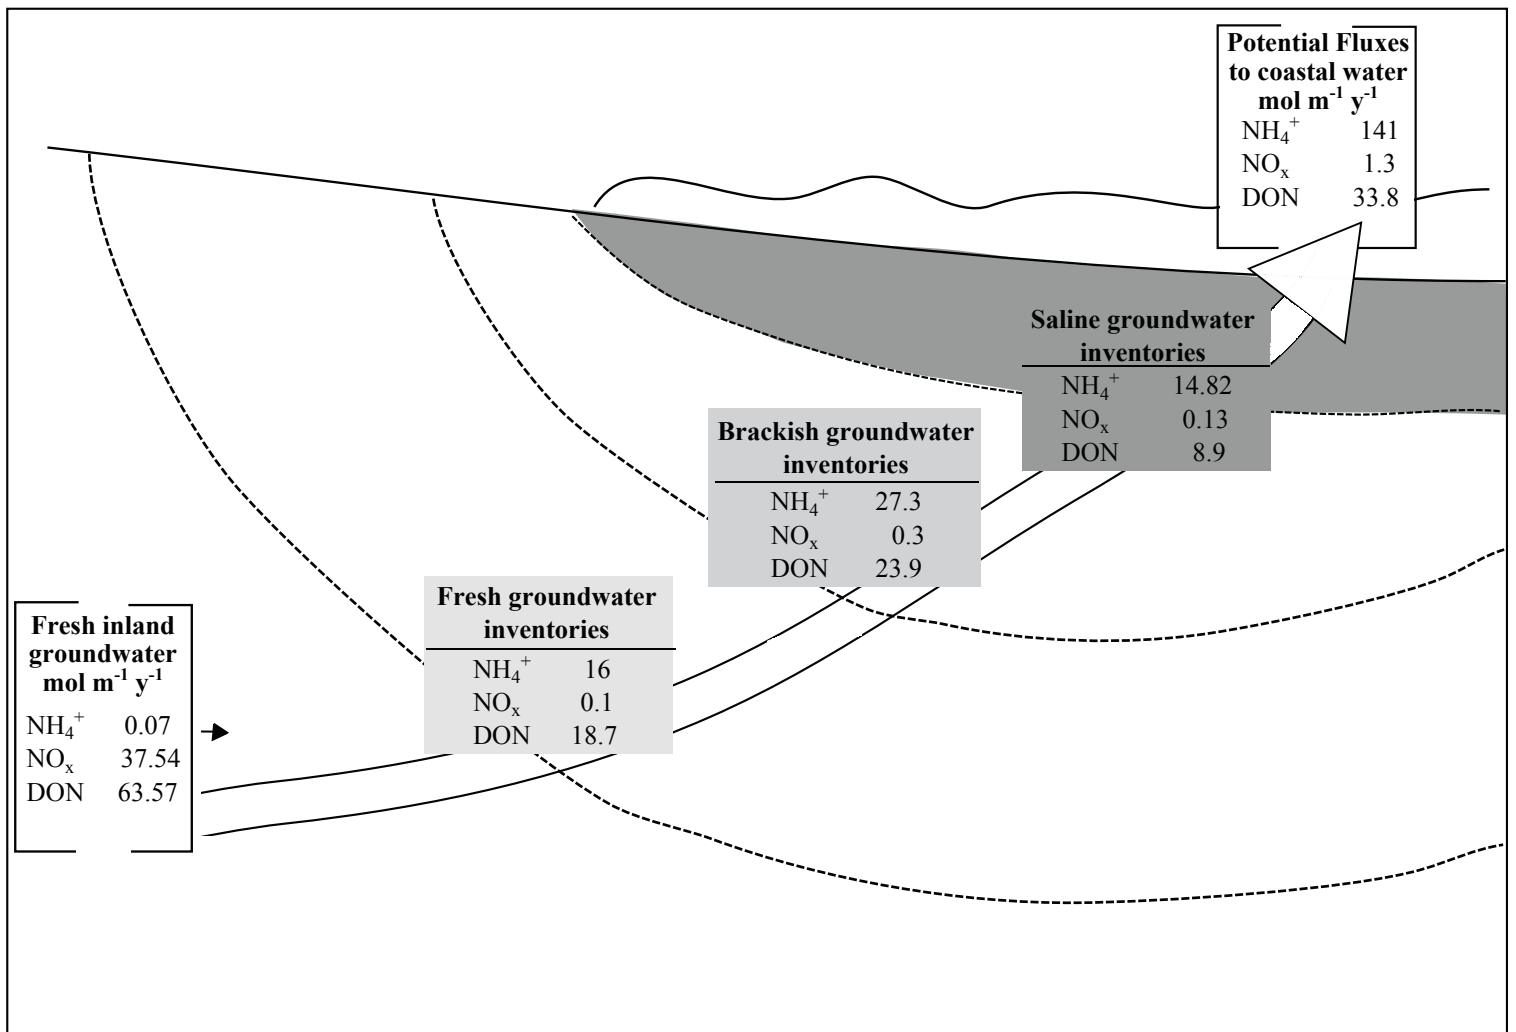 Potential Fluxes
to coastal water
mol m⁻¹ y⁻¹
NH₄⁺ 141
NOₓ 1.3
DON 33.8
Saline groundwater
inventories
NH₄⁺ 14.82
NOₓ 0.13
DON 8.9
Brackish groundwater
inventories
NH₄⁺ 27.3
NOₓ 0.3
DON 23.9
Fresh groundwater
inventories
NH₄⁺ 16
NOₓ 0.1
DON 18.7
Fresh inland
groundwater
mol m⁻¹ y⁻¹
NH₄⁺ 0.07
NOₓ 37.54
DON 63.57